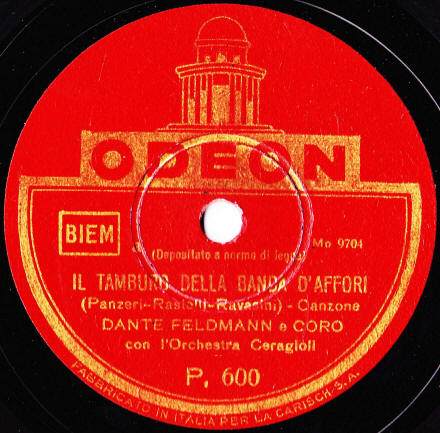 ODEON
BIEM
Mo 9704
(Depositato a norma di legge)
IL TAMBURO DELLA BANDA D'AFFORI
(Panzeri-Rastelli-Ravasini) - Canzone
DANTE FELDMANN e CORO
con l'Orchestra Ceragioli
P. 600
FABBRICATO IN ITALIA PER LA CARISCH-S.A.